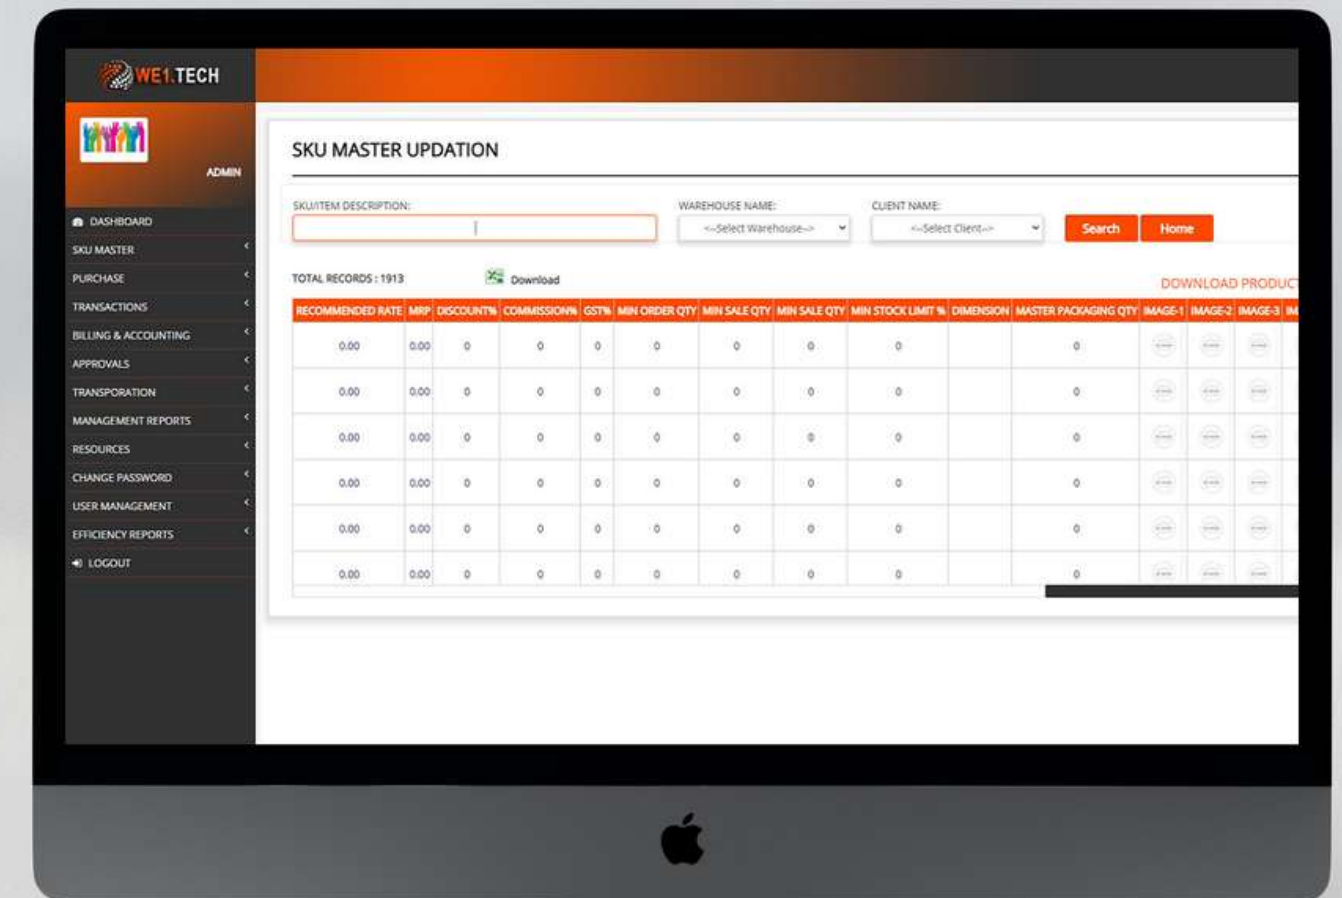 WE1.TECH
ADMIN
DASHBOARD
SKU MASTER
PURCHASE
TRANSACTIONS
BILLING & ACCOUNTING
APPROVALS
TRANSPORATION
MANAGEMENT REPORTS
RESOURCES
CHANGE PASSWORD
USER MANAGEMENT
EFFICIENCY REPORTS
LOGOUT
SKU MASTER UPDATION
SKU/ITEM DESCRIPTION: WAREHOUSE NAME: CLIENT NAME:
<--Select Warehouse--> <--Select Client--> Search Home
TOTAL RECORDS : 1913 Download DOWNLOAD PRODUCT
RECOMMENDED RATE MRP DISCOUNT% COMMISSION% GST% MIN ORDER QTY MIN SALE QTY MIN SALE QTY MIN STOCK LIMIT % DIMENSION MASTER PACKAGING QTY IMAGE-1 IMAGE-2 IMAGE-3 IM
0.00 0.00 0 0 0 0 0 0 0 0
0.00 0.00 0 0 0 0 0 0 0 0
0.00 0.00 0 0 0 0 0 0 0 0
0.00 0.00 0 0 0 0 0 0 0 0
0.00 0.00 0 0 0 0 0 0 0 0
0.00 0.00 0 0 0 0 0 0 0 0